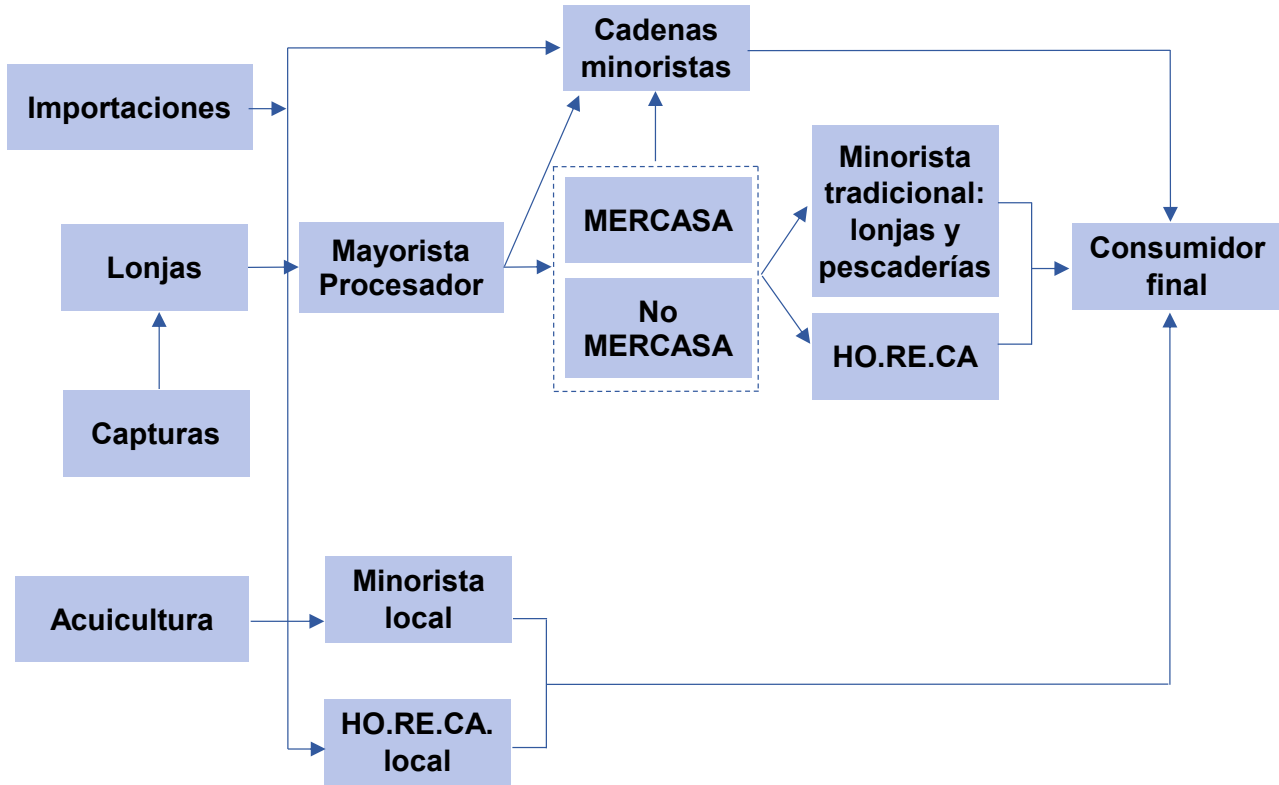 Cadenas
minoristas
Importaciones
Minorista
tradicional:
lonjas y
pescaderías
MERCASA
Lonjas
Mayorista
Procesador
Consumidor
final
No
MERCASA
HO.RE.CA
Capturas
Minorista
local
Acuicultura
HO.RE.CA.
local